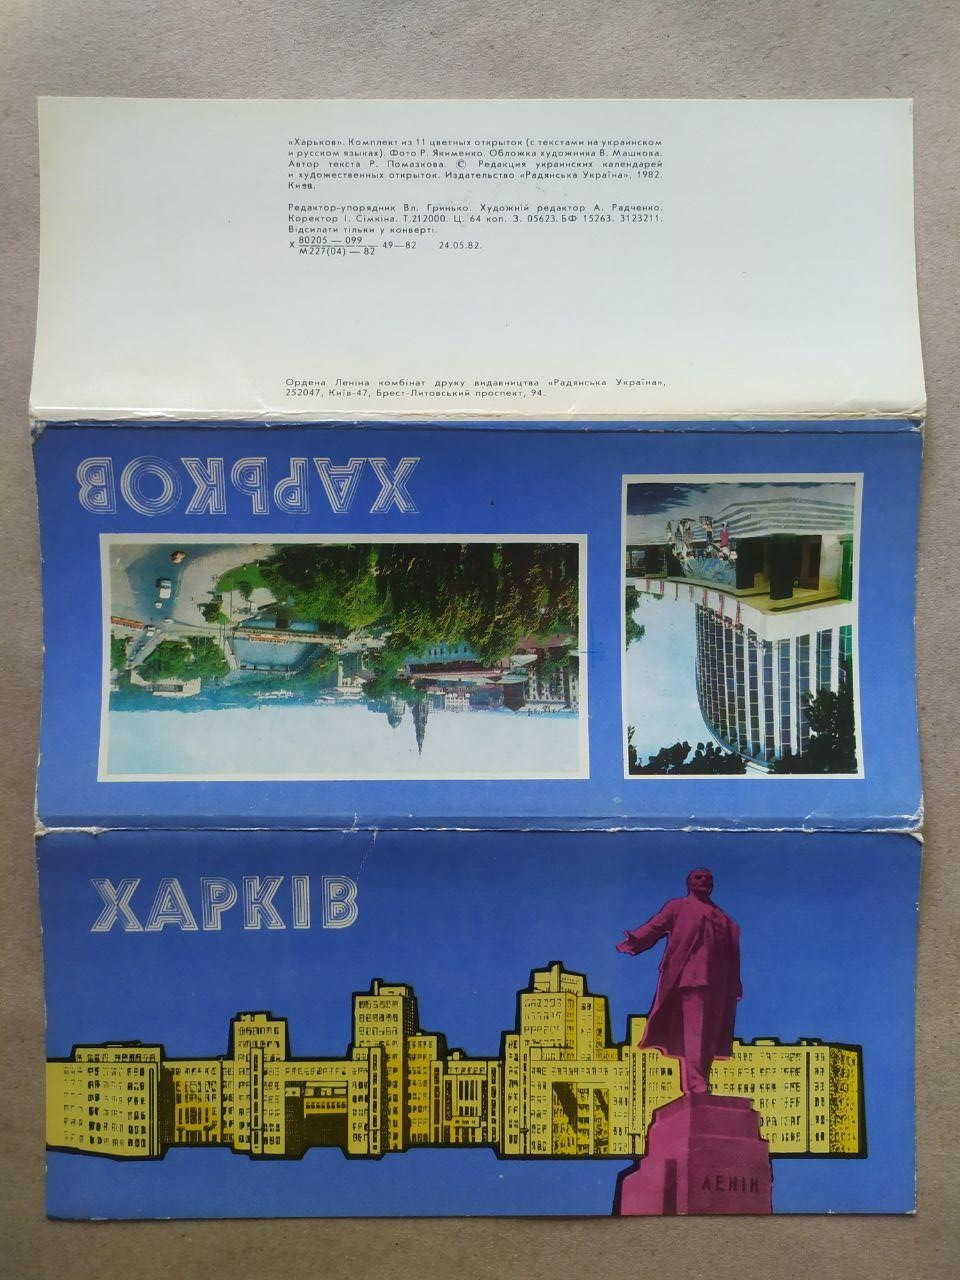 «Харьков». Комплект из 11 цветных открыток (с текстами на украинском
и русском языках). Фото Р. Якименко. Обложка художника В. Машкова.
Автор текста Р. Помазкова. © Редакция украинских календарей
и художественных открыток. Издательство «Радянська Україна», 1982.
Киев.
Редактор-упорядник Вл. Гринько. Художній редактор А. Радченко.
Коректор І. Сімкіна. Т.212000. Ц. 64 коп. З. 05623. БФ 15263. 3123211.
Відсилати тільки у конверті.
Х 80205 — 099 / М227(04) — 82 49—82 24.05.82.
Ордена Леніна комбінат друку видавництва «Радянська Україна»,
252047, Київ-47, Брест-Литовський проспект, 94.
ХАРЬКОВ
ХАРКІВ
ЛЕНІН